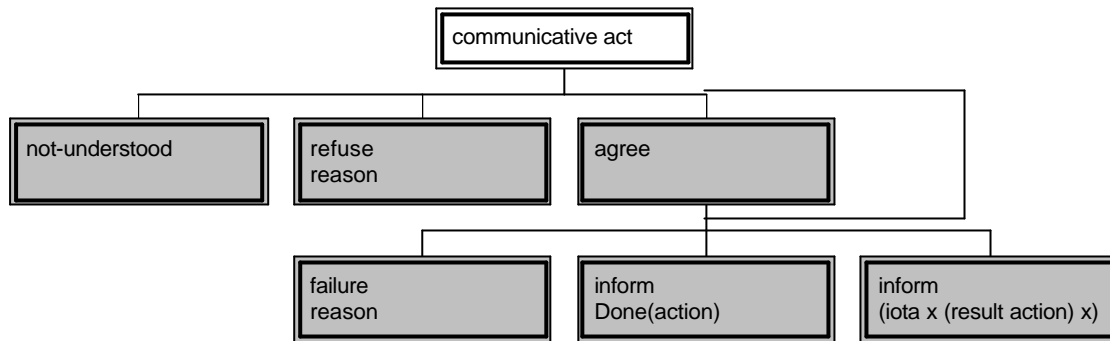 communicative act
not-understood
refuse
reason
agree
failure
reason
inform
Done(action)
inform
(iota x (result action) x)